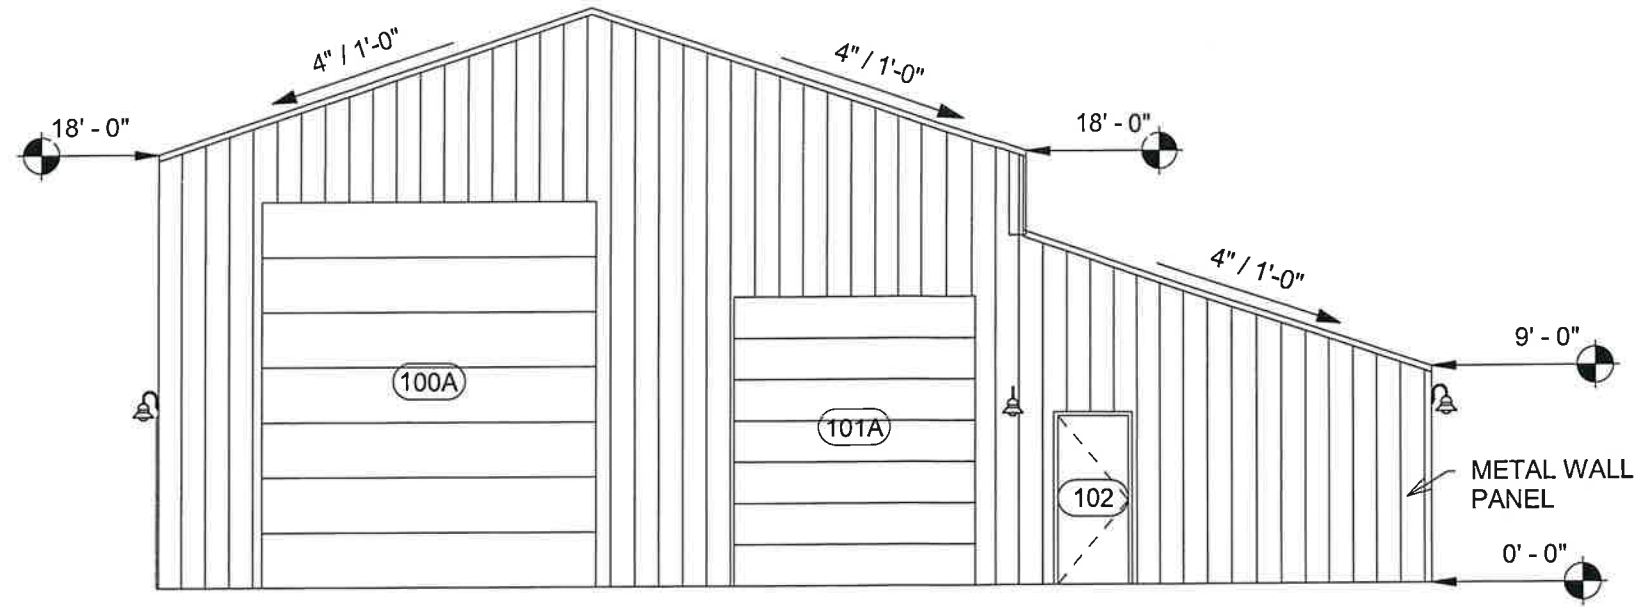 4" / 1'-0"
4" / 1'-0"
18' - 0"
18' - 0"
4" / 1'-0"
9' - 0"
100A
101A
102
METAL WALL
PANEL
0' - 0"